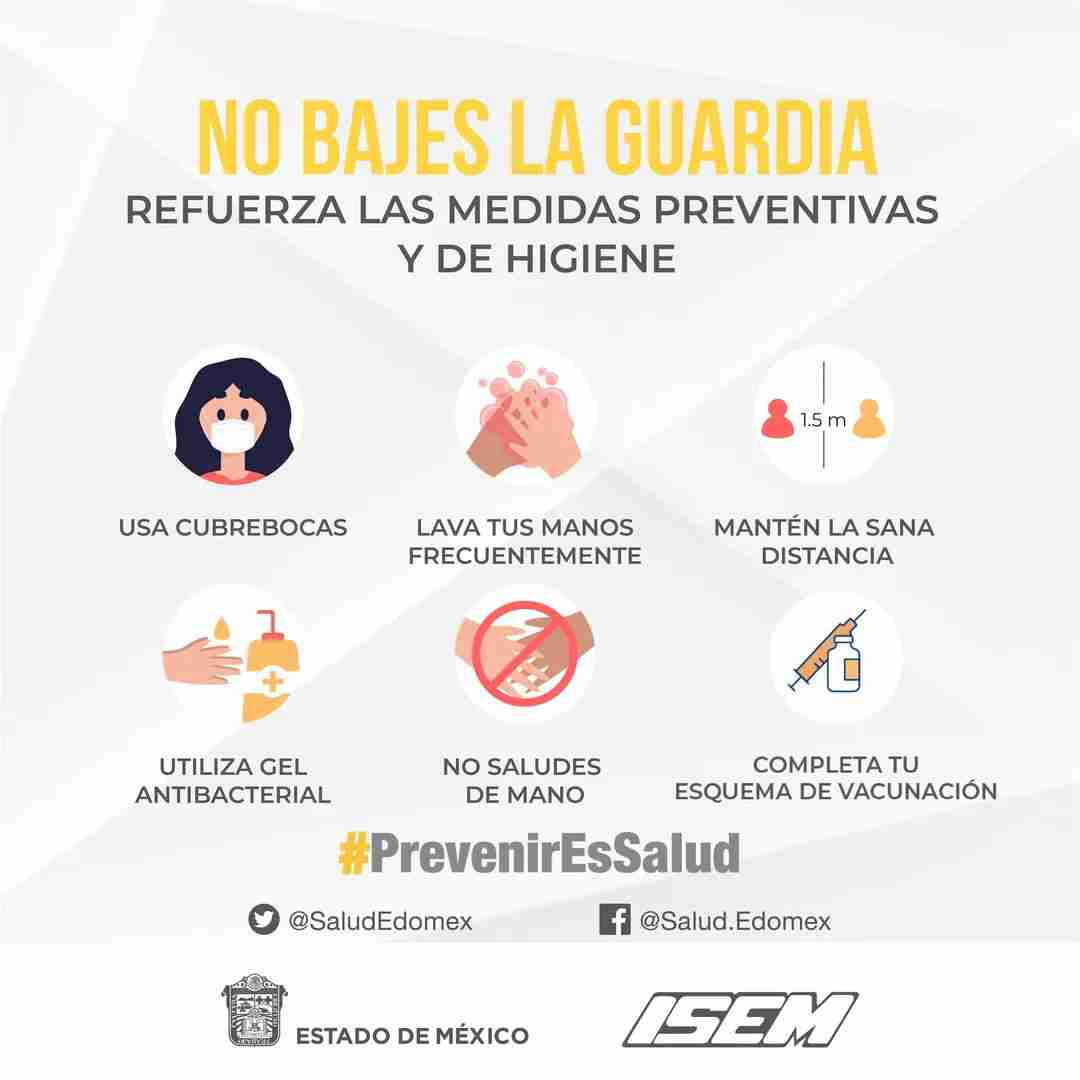 NO BAJES LA GUARDIA
REFUERZA LAS MEDIDAS PREVENTIVAS
Y DE HIGIENE
1.5 m
USA CUBREBOCAS
LAVA TUS MANOS
FRECUENTEMENTE
MANTÉN LA SANA
DISTANCIA
UTILIZA GEL
ANTIBACTERIAL
NO SALUDES
DE MANO
COMPLETA TU
ESQUEMA DE VACUNACIÓN
#PrevenirEsSalud
@SaludEdomex
@Salud.Edomex
ESTADO DE MÉXICO
ISEM